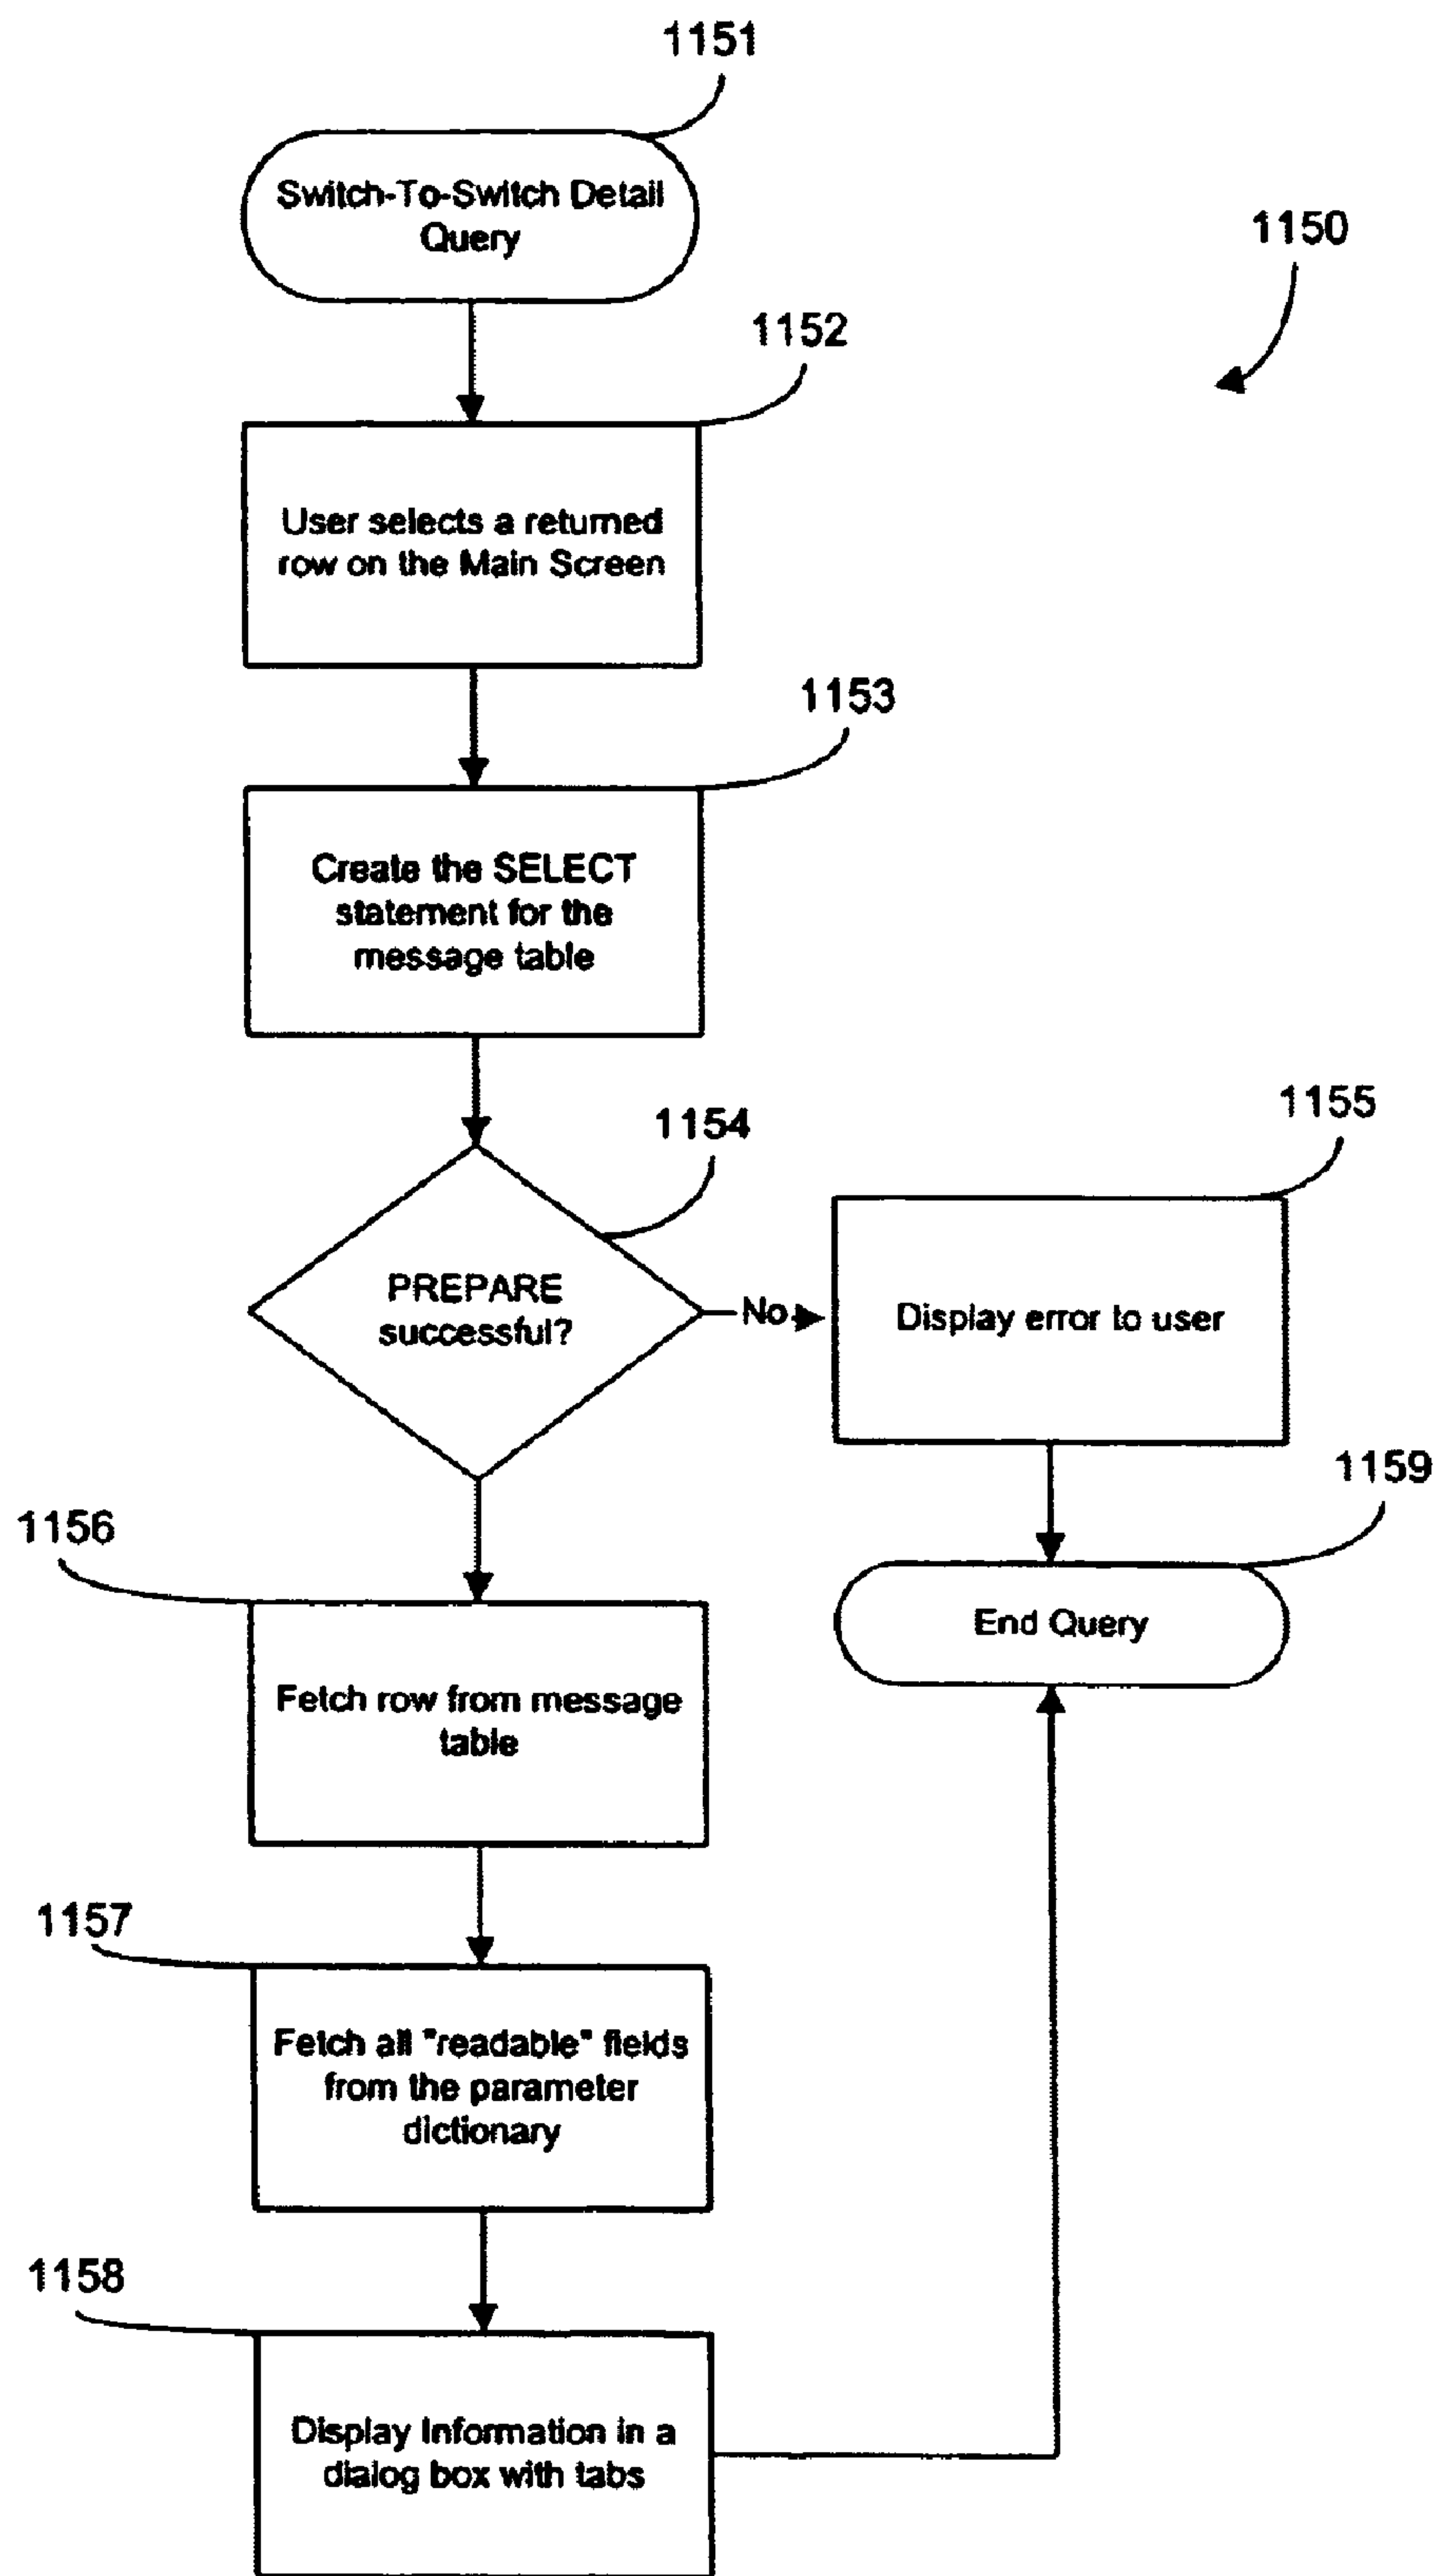 1151
Switch-To-Switch Detail
Query
1150
1152
User selects a returned
row on the Main Screen
1153
Create the SELECT
statement for the
message table
1154
PREPARE
successful?
No
1155
Display error to user
1159
End Query
1156
Fetch row from message
table
1157
Fetch all "readable" fields
from the parameter
dictionary
1158
Display Information in a
dialog box with tabs